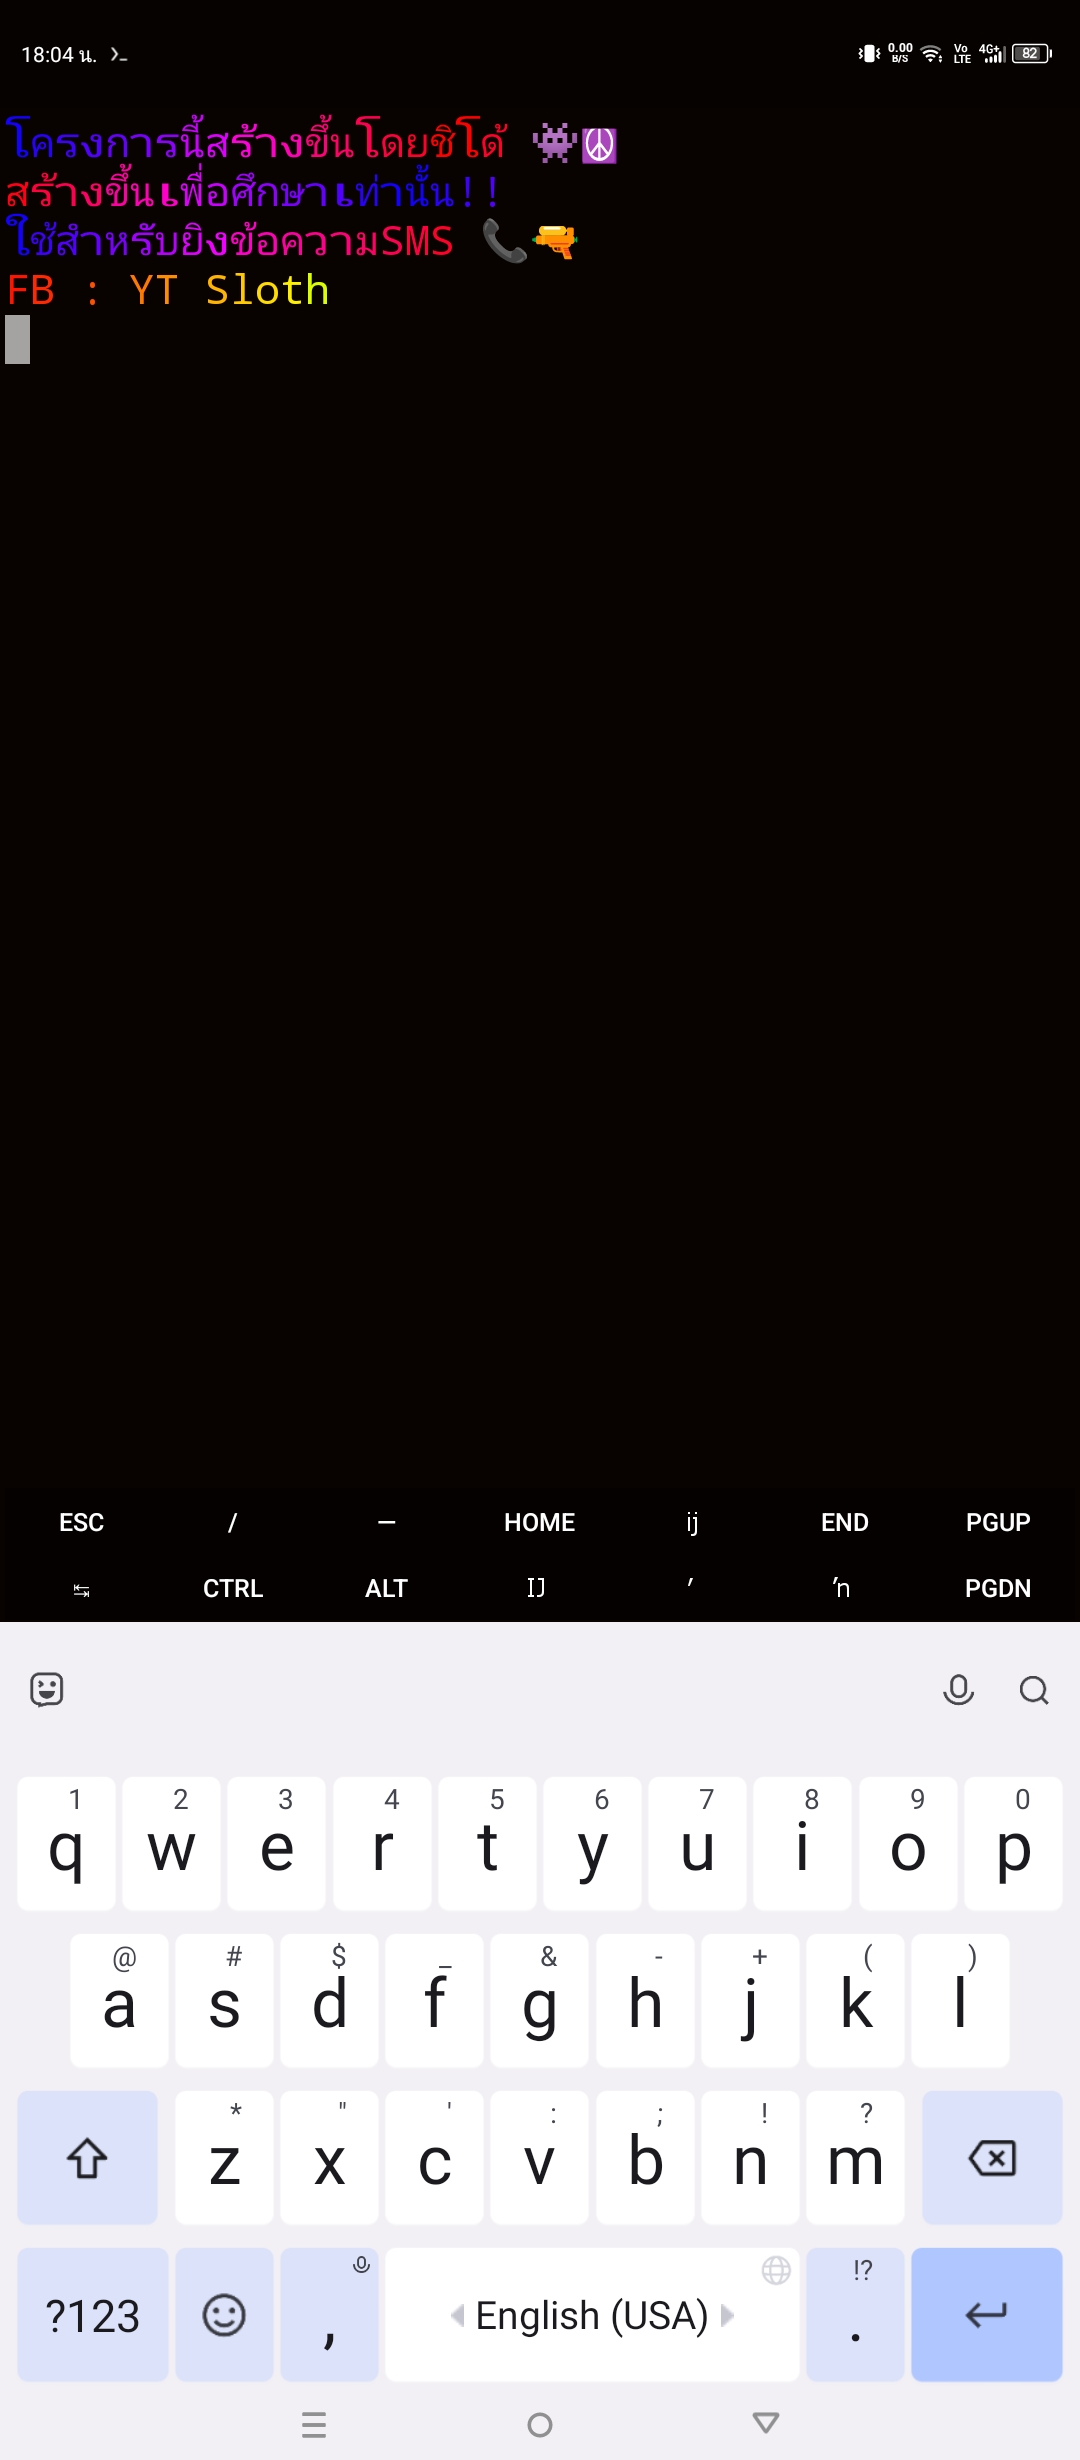 18:04 น.
0.00 B/S Vo LTE 4G+ 82
โครงการนี้สร้างขึ้นโดยชิโด้ 👾☮
สร้างขึ้นเพื่อศึกษาเท่านั้น!!
ใช้สำหรับยิงข้อความSMS 📞🔫
FB : YT Sloth
ESC / — HOME ĳ END PGUP
↹ CTRL ALT Ĳ ′ ŉ PGDN
1 2 3 4 5 6 7 8 9 0
q w e r t y u i o p
@ # $ _ & - + ( )
a s d f g h j k l
* " ' : ; ! ?
z x c v b n m
!?
?123 , English (USA) .